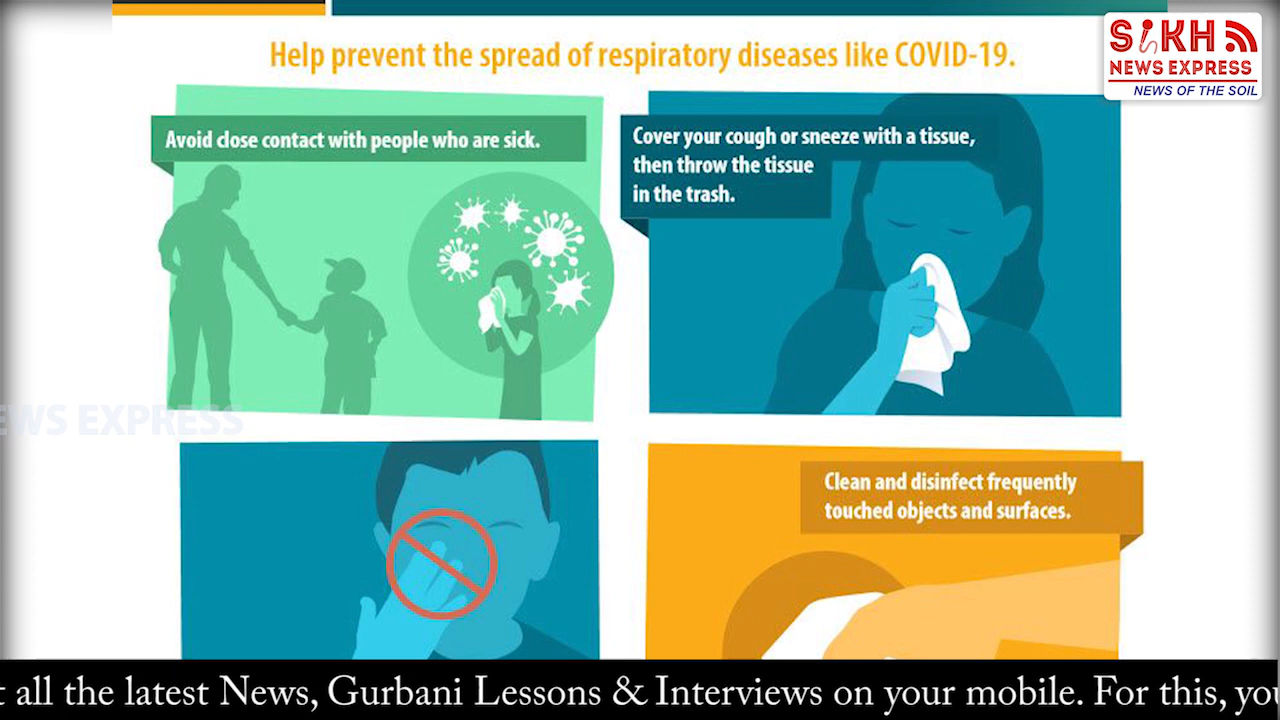 Help prevent the spread of respiratory diseases like COVID-19.
SiKH
NEWS EXPRESS
NEWS OF THE SOIL
Avoid close contact with people who are sick.
Cover your cough or sneeze with a tissue,
then throw the tissue
in the trash.
EWS EXPRESS
Clean and disinfect frequently
touched objects and surfaces.
t all the latest News, Gurbani Lessons & Interviews on your mobile. For this, you